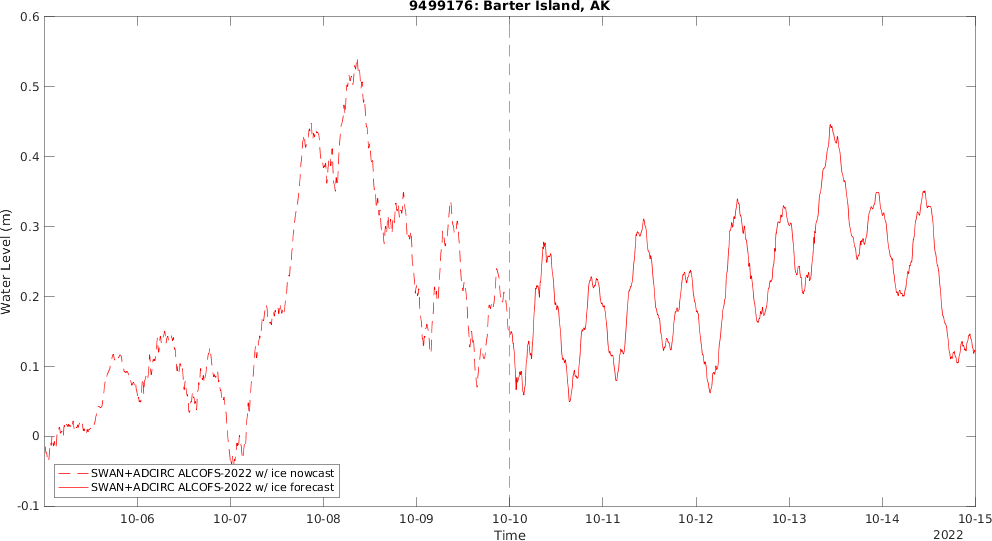 9499176: Barter Island, AK
0.6
0.5
0.4
0.3
0.2
0.1
0
-0.1
Water Level (m)
SWAN+ADCIRC ALCOFS-2022 w/ ice nowcast
SWAN+ADCIRC ALCOFS-2022 w/ ice forecast
10-06 10-07 10-08 10-09 10-10 10-11 10-12 10-13 10-14 10-15
Time
2022